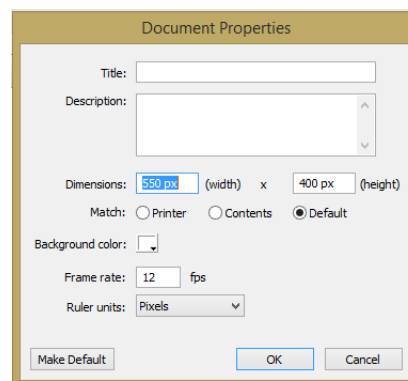 Document Properties
Title:
Description:
Dimensions: 550 px (width) x 400 px (height)
Match: Printer Contents Default
Background color:
Frame rate: 12 fps
Ruler units: Pixels
Make Default OK Cancel